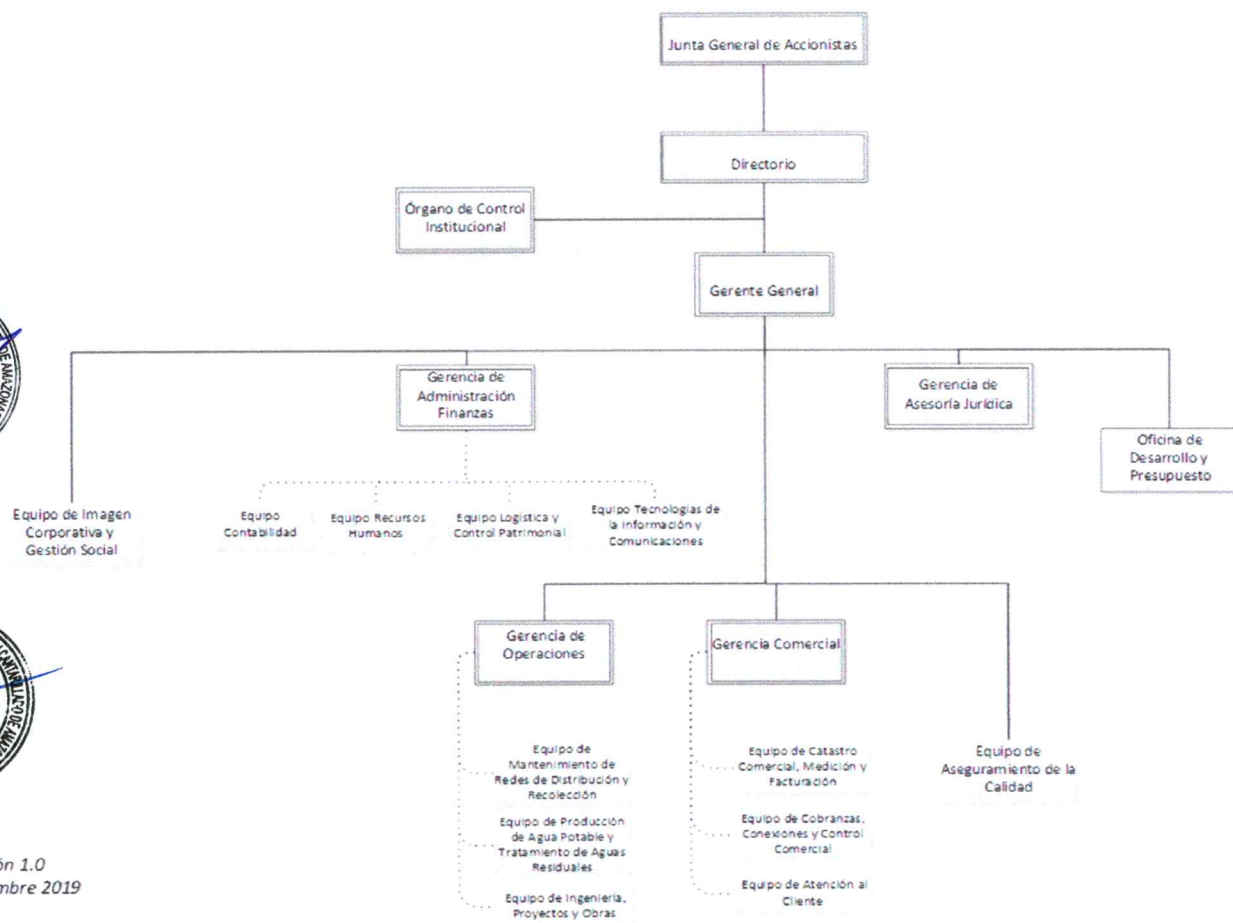 Junta General de Accionistas
Directorio
Órgano de Control
Institucional
Gerente General
DE AMAZONAS
Gerencia de
Administración
Finanzas
Gerencia de
Asesoría Jurídica
Oficina de
Desarrollo y
Presupuesto
Equipo de Imagen
Corporativa y
Gestión Social
Equipo
Contabilidad
Equipo Recursos
Humanos
Equipo Logística y
Control Patrimonial
Equipo Tecnologías de
la Información y
Comunicaciones
Gerencia de
Operaciones
Gerencia Comercial
Equipo de
Mantenimiento de
Redes de Distribución y
Recolección
Equipo de Producción
de Agua Potable y
Tratamiento de Aguas
Residuales
Equipo de Ingeniería,
Proyectos y Obras
Equipo de Catastro
Comercial, Medición y
Facturación
Equipo de Cobranzas,
Conexiones y Control
Comercial
Equipo de Atención al
Cliente
Equipo de
Aseguramiento de la
Calidad
ón 1.0
mbre 2019